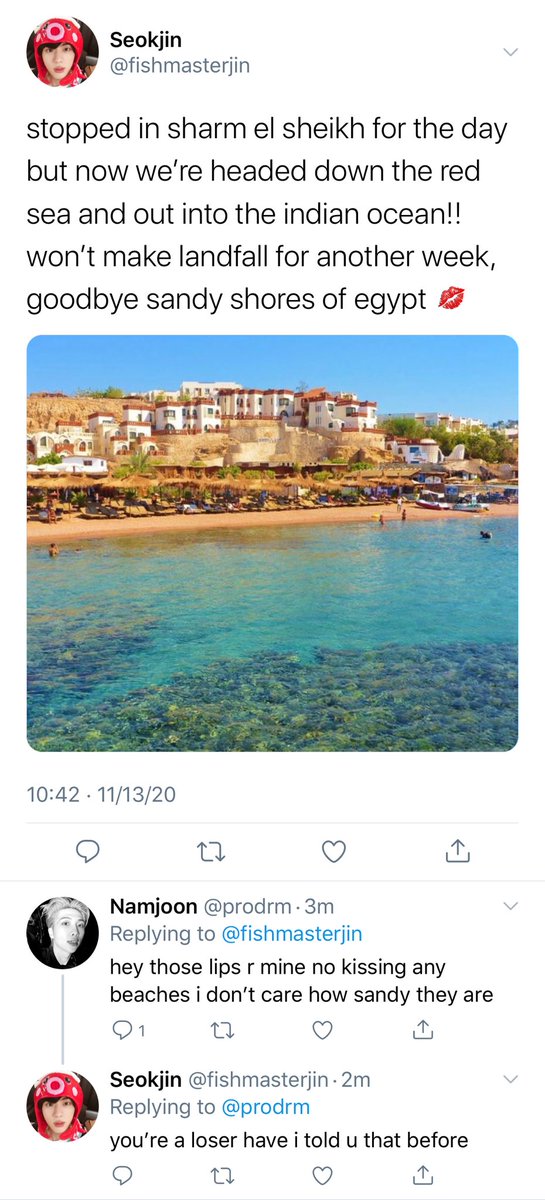 Seokjin
@fishmasterjin
stopped in sharm el sheikh for the day
but now we’re headed down the red
sea and out into the indian ocean!!
won’t make landfall for another week,
goodbye sandy shores of egypt 💋
10:42 · 11/13/20
Namjoon @prodrm · 3m
Replying to @fishmasterjin
hey those lips r mine no kissing any
beaches i don’t care how sandy they are
1
Seokjin @fishmasterjin · 2m
Replying to @prodrm
you’re a loser have i told u that before